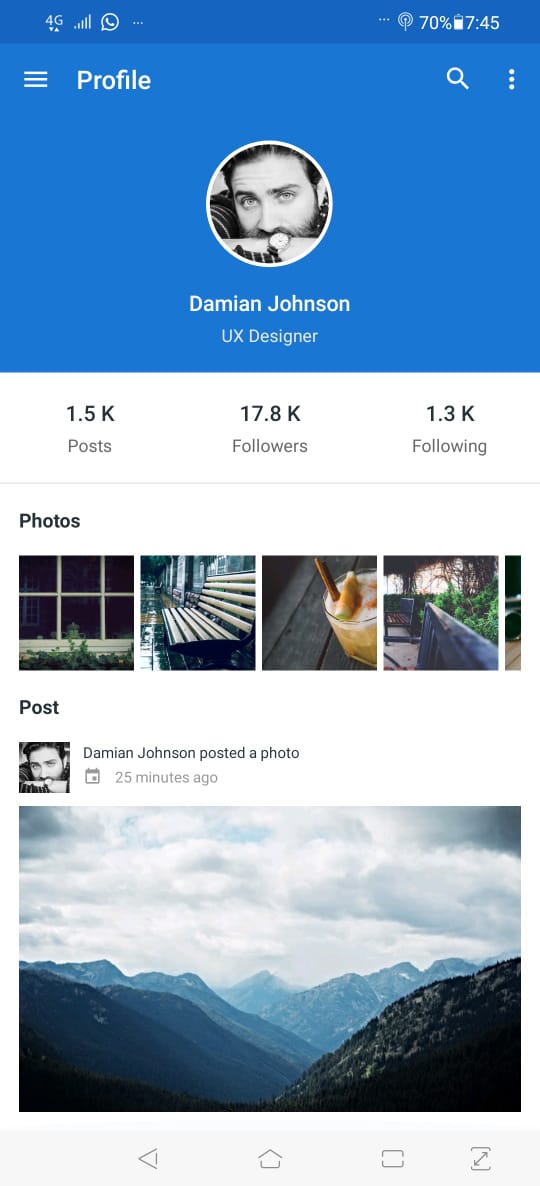 4G 70% 7:45
Profile
Damian Johnson
UX Designer
1.5 K 17.8 K 1.3 K
Posts Followers Following
Photos
Post
Damian Johnson posted a photo
25 minutes ago